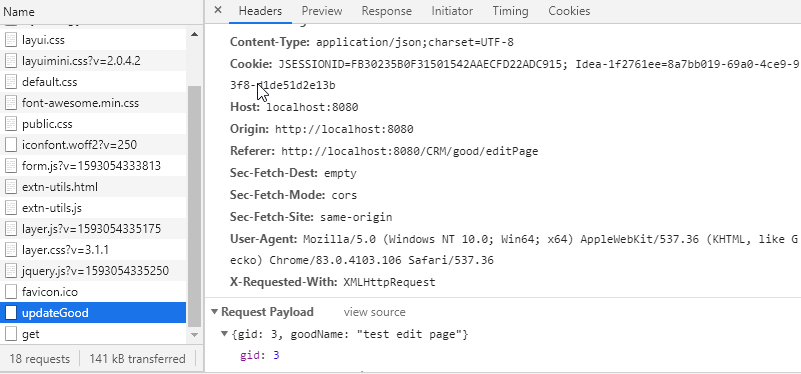 Name
Headers Preview Response Initiator Timing Cookies
layui.css
layuimini.css?v=2.0.4.2
default.css
font-awesome.min.css
public.css
iconfont.woff2?v=250
form.js?v=1593054333813
extn-utils.html
extn-utils.js
layer.js?v=1593054335175
layer.css?v=3.1.1
jquery.js?v=1593054335250
favicon.ico
updateGood
get
18 requests 141 kB transferred
Content-Type: application/json;charset=UTF-8
Cookie: JSESSIONID=FB30235B0F31501542AAECFD22ADC915; Idea-1f2761ee=8a7bb019-69a0-4ce9-9
3f8-d1de51d2e13b
Host: localhost:8080
Origin: http://localhost:8080
Referer: http://localhost:8080/CRM/good/editPage
Sec-Fetch-Dest: empty
Sec-Fetch-Mode: cors
Sec-Fetch-Site: same-origin
User-Agent: Mozilla/5.0 (Windows NT 10.0; Win64; x64) AppleWebKit/537.36 (KHTML, like G
ecko) Chrome/83.0.4103.106 Safari/537.36
X-Requested-With: XMLHttpRequest
Request Payload view source
{gid: 3, goodName: "test edit page"}
gid: 3